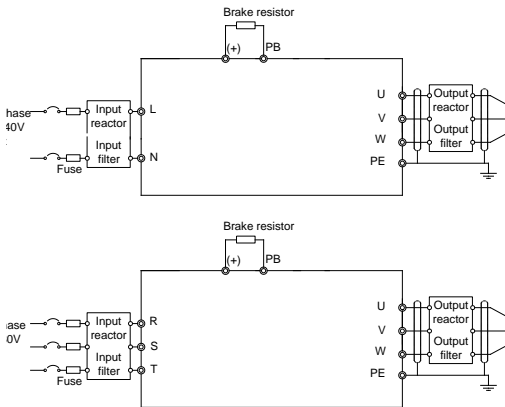 Brake resistor
(+) PB
hase
40V
Input reactor
Input filter
Fuse
L
N
U
V
W
PE
Output reactor
Output filter
Brake resistor
(+) PB
ase
0V
Input reactor
Input filter
Fuse
R
S
T
U
V
W
PE
Output reactor
Output filter